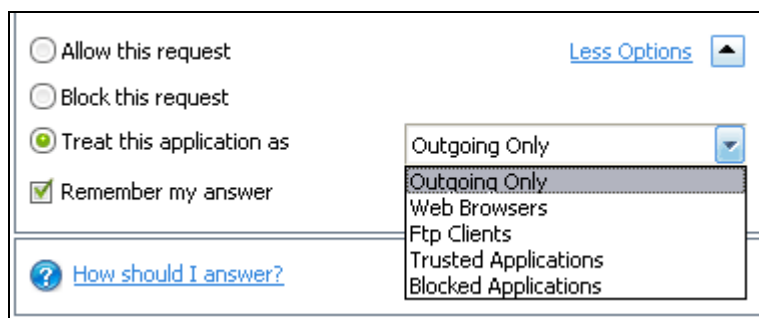 Allow this request
Less Options
Block this request
Treat this application as
Outgoing Only
Remember my answer
Outgoing Only
Web Browsers
Ftp Clients
Trusted Applications
Blocked Applications
How should I answer?